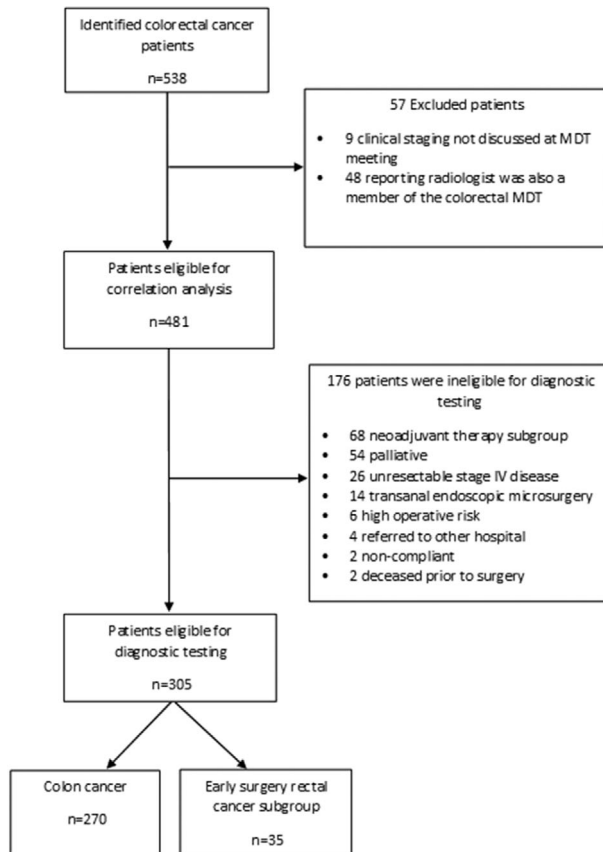 Identified colorectal cancer
patients
n=538
57 Excluded patients
• 9 clinical staging not discussed at MDT
meeting
• 48 reporting radiologist was also a
member of the colorectal MDT
Patients eligible for
correlation analysis
n=481
176 patients were ineligible for diagnostic
testing
• 68 neoadjuvant therapy subgroup
• 54 palliative
• 26 unresectable stage IV disease
• 14 transanal endoscopic microsurgery
• 6 high operative risk
• 4 referred to other hospital
• 2 non-compliant
• 2 deceased prior to surgery
Patients eligible for
diagnostic testing
n=305
Colon cancer
n=270
Early surgery rectal
cancer subgroup
n=35